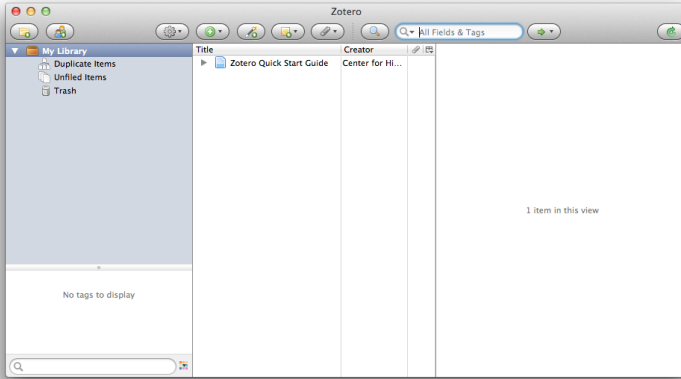 Zotero
All Fields & Tags
My Library
Duplicate Items
Unfiled Items
Trash
Title Creator
Zotero Quick Start Guide Center for Hi...
1 item in this view
No tags to display